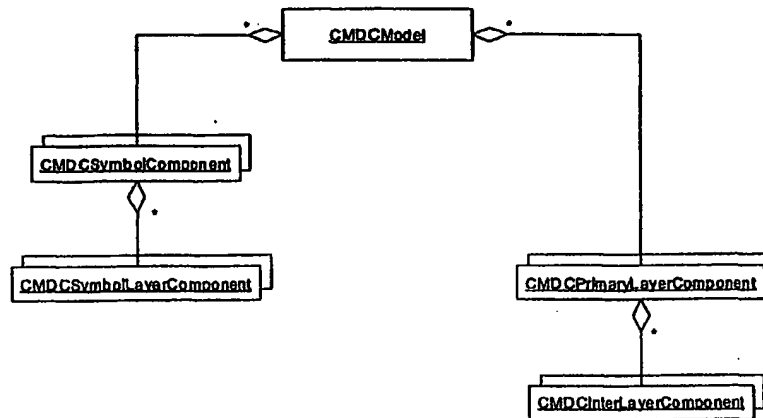 * CMDCModel *
CMDCSymbolComponent
*
CMDCSymbolLayerComponent
CMDCPrimaryLayerComponent
*
CMDCInterLayerComponent